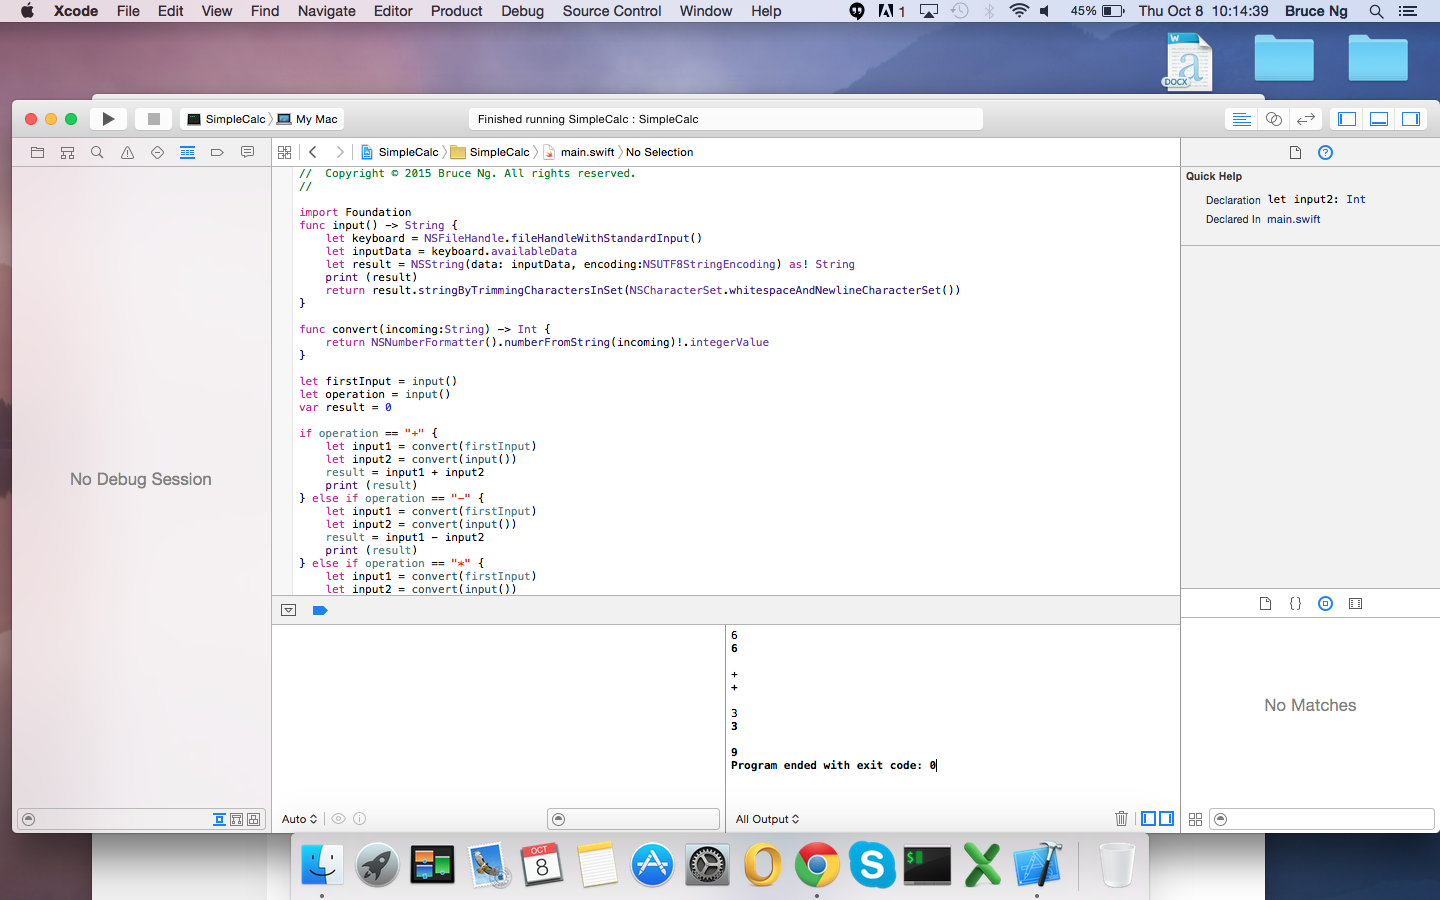 Xcode File Edit View Find Navigate Editor Product Debug Source Control Window Help 1 45% Thu Oct 8 10:14:39 Bruce Ng
W
a
DOCX
SimpleCalc My Mac Finished running SimpleCalc : SimpleCalc
SimpleCalc SimpleCalc main.swift No Selection
// Copyright © 2015 Bruce Ng. All rights reserved.
//
import Foundation
func input() -> String {
let keyboard = NSFileHandle.fileHandleWithStandardInput()
let inputData = keyboard.availableData
let result = NSString(data: inputData, encoding:NSUTF8StringEncoding) as! String
print (result)
return result.stringByTrimmingCharactersInSet(NSCharacterSet.whitespaceAndNewlineCharacterSet())
}
func convert(incoming:String) -> Int {
return NSNumberFormatter().numberFromString(incoming)!.integerValue
}
let firstInput = input()
let operation = input()
var result = 0
if operation == "+" {
let input1 = convert(firstInput)
let input2 = convert(input())
result = input1 + input2
print (result)
} else if operation == "-" {
let input1 = convert(firstInput)
let input2 = convert(input())
result = input1 - input2
print (result)
} else if operation == "*" {
let input1 = convert(firstInput)
let input2 = convert(input())
Quick Help
Declaration let input2: Int
Declared In main.swift
No Debug Session
6
6
+
+
3
3
9
Program ended with exit code: 0
No Matches
Auto
All Output
OCT
8
$